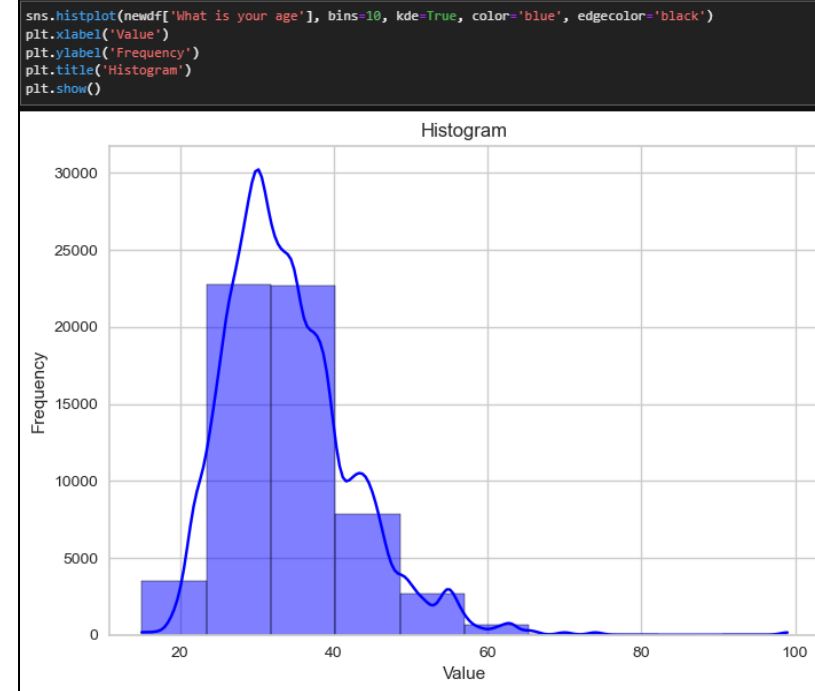 sns.histplot(newdf['What is your age'], bins=10, kde=True, color='blue', edgecolor='black')
plt.xlabel('Value')
plt.ylabel('Frequency')
plt.title('Histogram')
plt.show()
Histogram
30000
25000
20000
15000
10000
5000
0
Frequency
20
40
60
80
100
Value